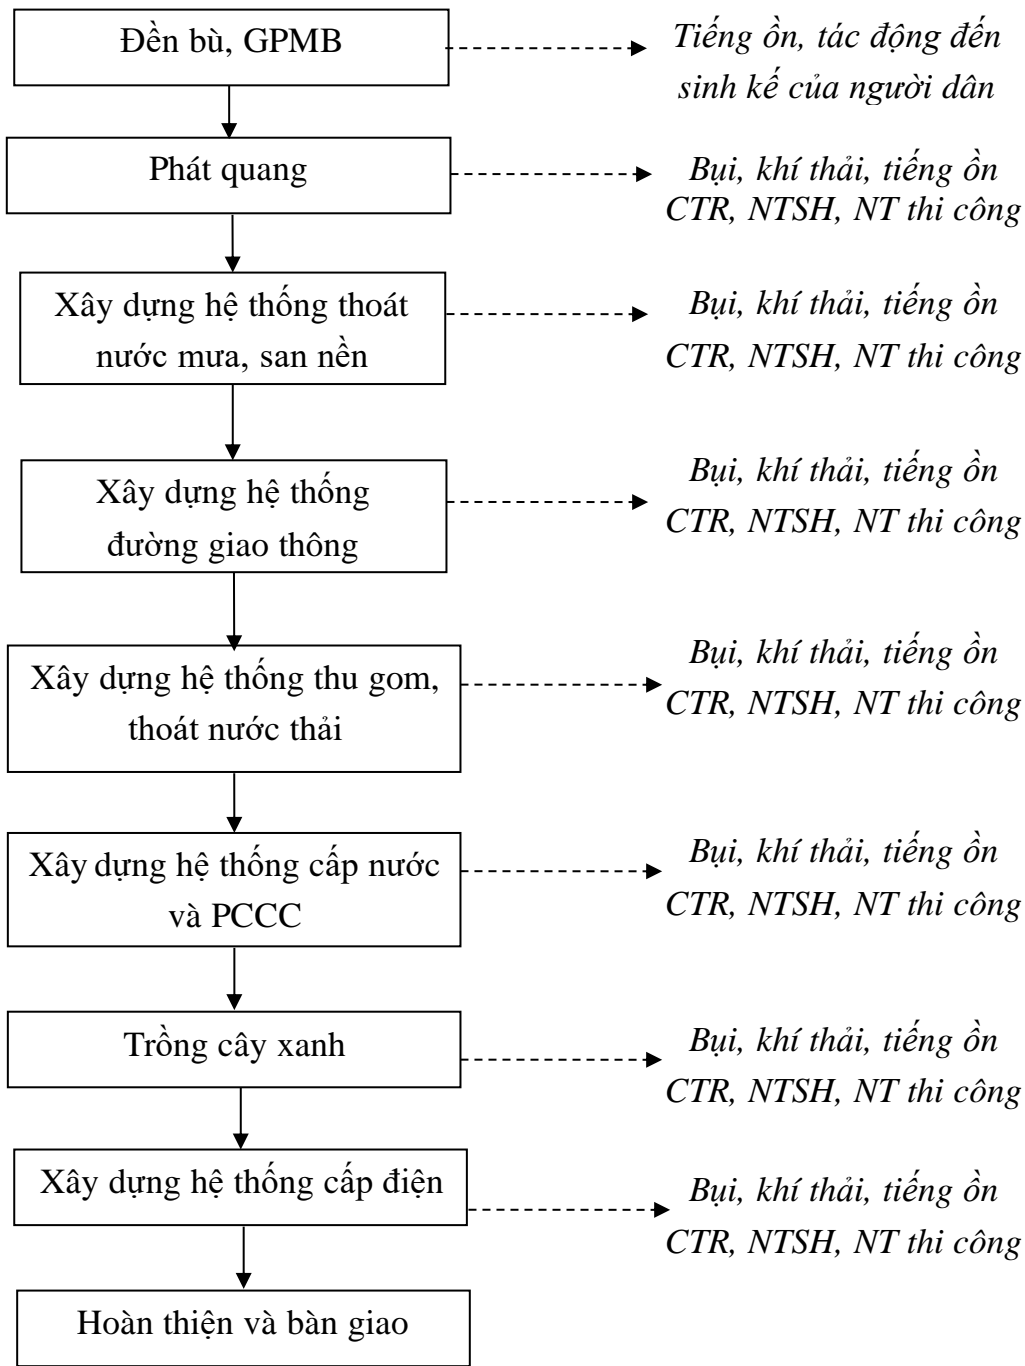 Đền bù, GPMB
Tiếng ồn, tác động đến
sinh kế của người dân
Phát quang
Bụi, khí thải, tiếng ồn
CTR, NTSH, NT thi công
Xây dựng hệ thống thoát
nước mưa, san nền
Bụi, khí thải, tiếng ồn
CTR, NTSH, NT thi công
Xây dựng hệ thống
đường giao thông
Bụi, khí thải, tiếng ồn
CTR, NTSH, NT thi công
Xây dựng hệ thống thu gom,
thoát nước thải
Bụi, khí thải, tiếng ồn
CTR, NTSH, NT thi công
Xây dựng hệ thống cấp nước
và PCCC
Bụi, khí thải, tiếng ồn
CTR, NTSH, NT thi công
Trồng cây xanh
Bụi, khí thải, tiếng ồn
CTR, NTSH, NT thi công
Xây dựng hệ thống cấp điện
Bụi, khí thải, tiếng ồn
CTR, NTSH, NT thi công
Hoàn thiện và bàn giao